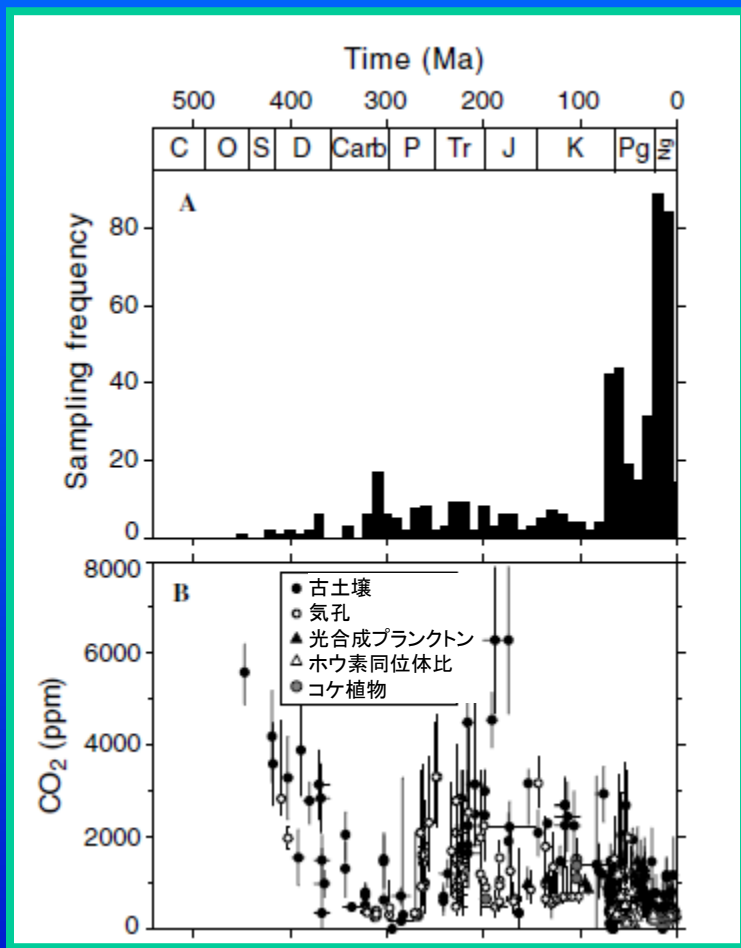 Time (Ma)
500 400 300 200 100 0
C O S D Carb P Tr J K Pg Ng
A
Sampling frequency
80
60
40
20
0
B
CO₂ (ppm)
8000
6000
4000
2000
0
古土壌
気孔
光合成プランクトン
ホウ素同位体比
コケ植物